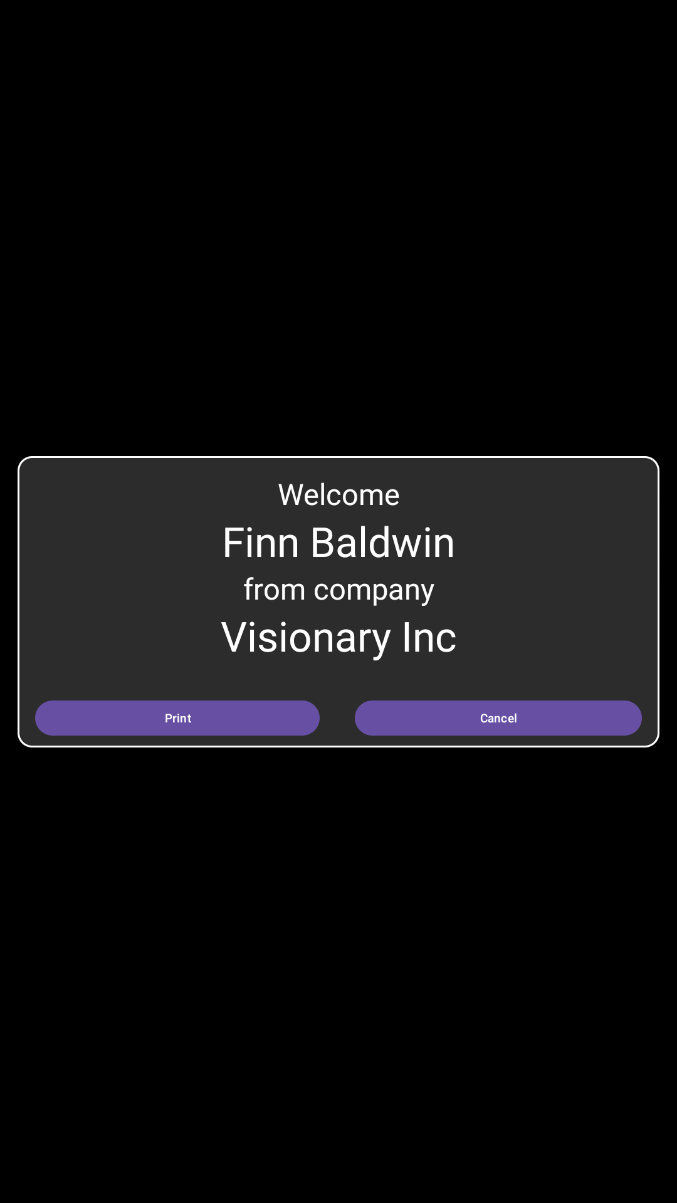 Welcome
Finn Baldwin
from company
Visionary Inc
Print
Cancel